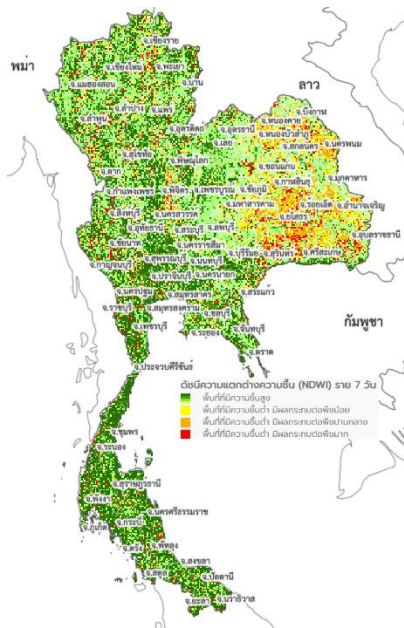 จ.เชียงราย
พม่า
จ.เชียงใหม่
จ.พะเยา
ลาว
จ.แม่ฮ่องสอน
จ.น่าน
จ.ลำปาง
จ.แพร่
จ.ลำพูน
จ.อุตรดิตถ์
จ.อุดรธานี
จ.บึงกาฬ
จ.หนองคาย
จ.หนองบัวลำภู
จ.เลย
จ.สกลนคร
จ.นครพนม
จ.สุโขทัย
จ.พิษณุโลก
จ.ตาก
จ.ขอนแก่น
จ.มุกดาหาร
จ.กำแพงเพชร
จ.พิจิตร
จ.เพชรบูรณ์
จ.ชัยภูมิ
จ.กาฬสินธุ์
จ.สิงห์บุรี
จ.นครสวรรค์
จ.มหาสารคาม
จ.ร้อยเอ็ด
จ.อำนาจเจริญ
จ.ยโสธร
จ.อุทัยธานี
จ.สระบุรี
จ.ลพบุรี
จ.อุบลราชธานี
จ.ชัยนาท
จ.นครราชสีมา
จ.บุรีรัมย์
จ.สุรินทร์
จ.ศรีสะเกษ
จ.กาญจนบุรี
จ.สุพรรณบุรี
จ.นนทบุรี
จ.ปราจีนบุรี
จ.นครนายก
จ.นครปฐม
จ.สมุทรสาคร
จ.สระแก้ว
จ.ราชบุรี
จ.สมุทรสงคราม
จ.ชลบุรี
กัมพูชา
จ.เพชรบุรี
จ.ระยอง
จ.จันทบุรี
จ.ตราด
จ.ประจวบคีรีขันธ์
ดัชนีความแตกต่างความชื้น (NDWI) ราย 7 วัน
พื้นที่ที่มีความชื้นสูง
พื้นที่ที่มีความชื้นต่ำ มีผลกระทบต่อพืชน้อย
พื้นที่ที่มีความชื้นต่ำ มีผลกระทบต่อพืชปานกลาง
พื้นที่ที่มีความชื้นต่ำ มีผลกระทบต่อพืชมาก
จ.ชุมพร
จ.ระนอง
จ.สุราษฎร์ธานี
จ.พังงา
จ.นครศรีธรรมราช
จ.ภูเก็ต
จ.กระบี่
จ.ตรัง
จ.พัทลุง
จ.สงขลา
จ.สตูล
จ.ปัตตานี
จ.ยะลา
จ.นราธิวาส